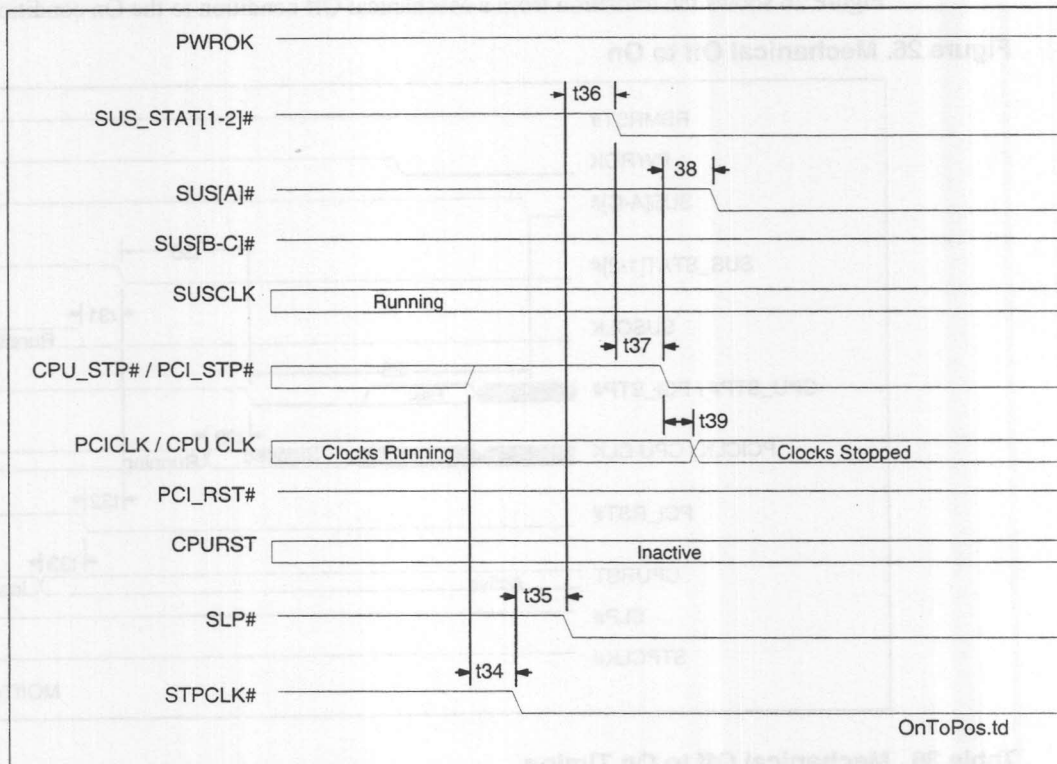 PWROK
t36
SUS_STAT[1-2]#
38
SUS[A]#
SUS[B-C]#
SUSCLK
Running
t37
CPU_STP# / PCI_STP#
t39
PCICLK / CPU CLK
Clocks Running
Clocks Stopped
PCI_RST#
CPURST
Inactive
t35
SLP#
t34
STPCLK#
OnToPos.td